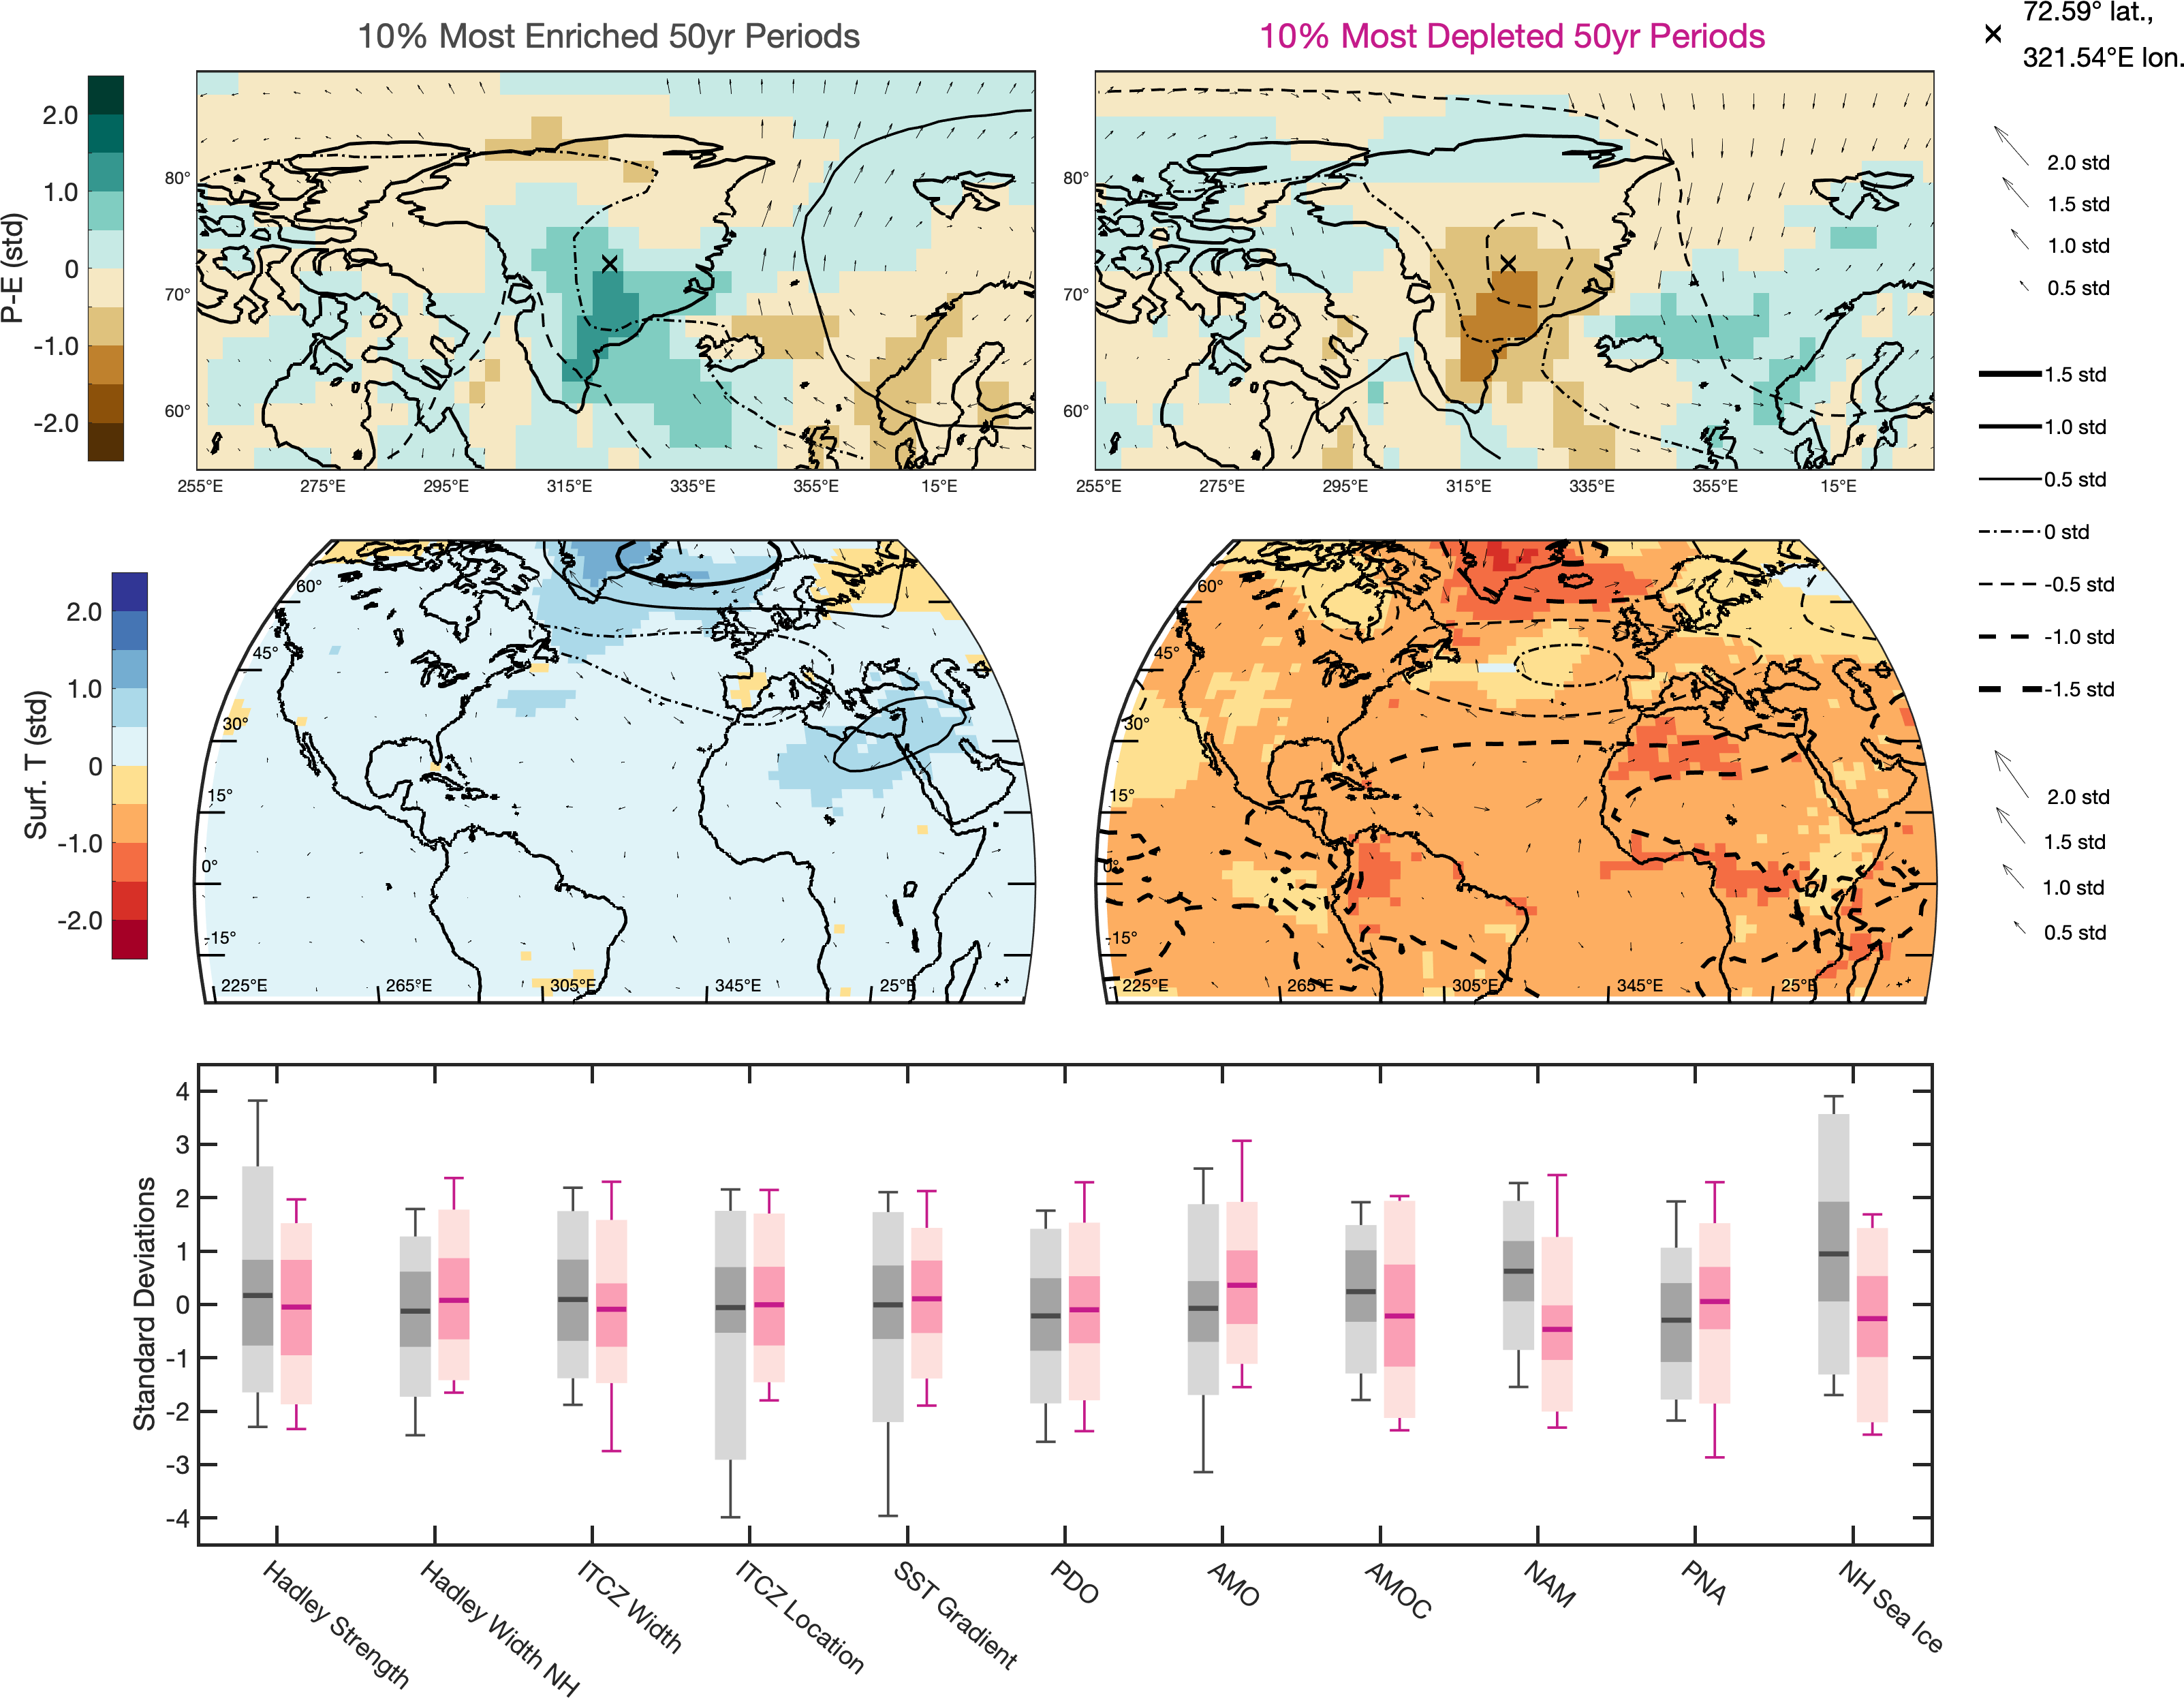 10% Most Enriched 50yr Periods
10% Most Depleted 50yr Periods
72.59° lat.,
321.54°E lon.
P-E (std)
2.0
1.0
0
-1.0
-2.0
80°
70°
60°
255°E 275°E 295°E 315°E 335°E 355°E 15°E
80°
70°
60°
255°E 275°E 295°E 315°E 335°E 355°E 15°E
2.0 std
1.5 std
1.0 std
0.5 std
1.5 std
1.0 std
0.5 std
0 std
-0.5 std
-1.0 std
-1.5 std
Surf. T (std)
2.0
1.0
0
-1.0
-2.0
60°
45°
30°
15°
0°
-15°
225°E 265°E 305°E 345°E 25°E
60°
45°
30°
15°
0°
-15°
225°E 265°E 305°E 345°E 25°E
2.0 std
1.5 std
1.0 std
0.5 std
Standard Deviations
4
3
2
1
0
-1
-2
-3
-4
Hadley Strength
Hadley Width NH
ITCZ Width
ITCZ Location
SST Gradient
PDO
AMO
AMOC
NAM
PNA
NH Sea Ice